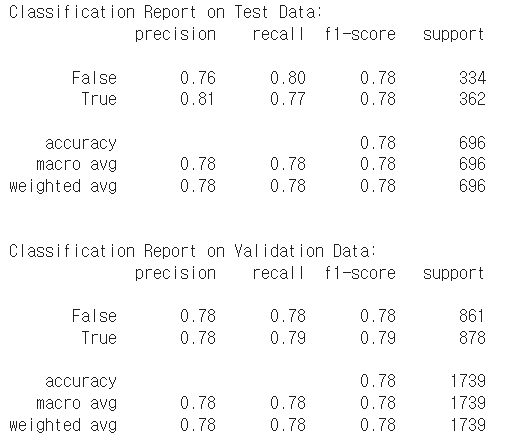 Classification Report on Test Data:
precision recall f1-score support
False 0.76 0.80 0.78 334
True 0.81 0.77 0.78 362
accuracy 0.78 696
macro avg 0.78 0.78 0.78 696
weighted avg 0.78 0.78 0.78 696
Classification Report on Validation Data:
precision recall f1-score support
False 0.78 0.78 0.78 861
True 0.78 0.79 0.79 878
accuracy 0.78 1739
macro avg 0.78 0.78 0.78 1739
weighted avg 0.78 0.78 0.78 1739